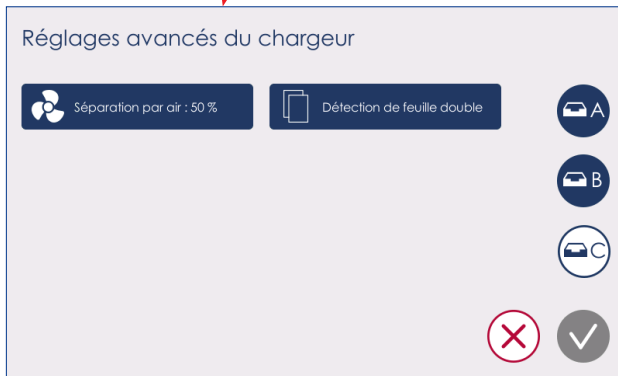 Réglages avancés du chargeur
Séparation par air : 50 %
Détection de feuille double
A
B
C